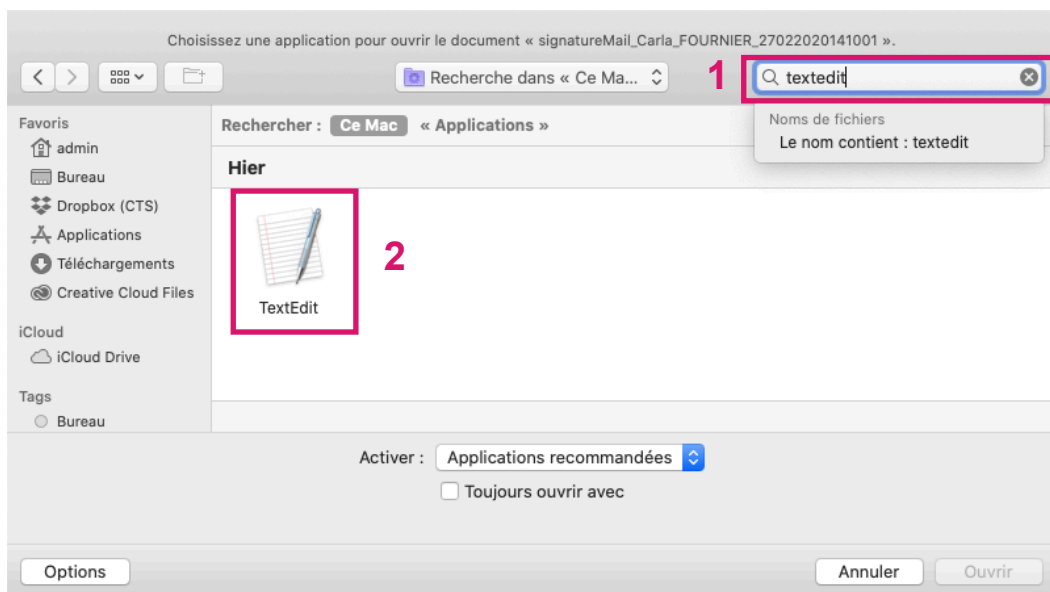 Choisissez une application pour ouvrir le document « signatureMail_Carla_FOURNIER_27022020141001 ».
Recherche dans « Ce Ma...
1
textedit
Noms de fichiers
Le nom contient : textedit
Favoris
admin
Bureau
Dropbox (CTS)
Applications
Téléchargements
Creative Cloud Files
iCloud
iCloud Drive
Tags
Bureau
Rechercher : Ce Mac « Applications »
Hier
2
TextEdit
Activer : Applications recommandées
Toujours ouvrir avec
Options
Annuler
Ouvrir